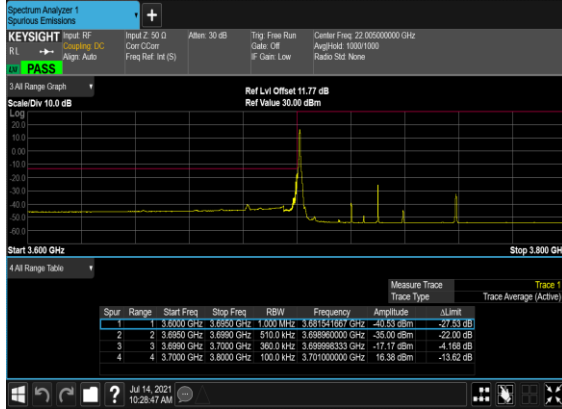 Spectrum Analyzer 1
Spurious Emissions
+
KEYSIGHT Input: RF Input Z: 50 Ω Atten: 30 dB Trig: Free Run Center Freq: 22.005000000 GHz
RL Coupling: DC Corr CCorr Gate: Off Avg|Hold: 1000/1000
Align: Auto Freq Ref: Int (S) IF Gain: Low Radio Std: None
PASS
3 All Range Graph
Ref Lvl Offset 11.77 dB
Scale/Div 10.0 dB Ref Value 30.00 dBm
Log
20.0
10.0
0.00
-10.0
-20.0
-30.0
-40.0
-50.0
-60.0
Start 3.600 GHz Stop 3.800 GH
4 All Range Table
Measure Trace Trace 1
Trace Type Trace Average (Active)
Spur Range Start Freq Stop Freq RBW Frequency Amplitude ΔLimit
1 1 3.6000 GHz 3.6950 GHz 1.000 MHz 3.681541667 GHz -40.53 dBm -27.53 dB
2 2 3.6950 GHz 3.6990 GHz 510.0 kHz 3.698960000 GHz -35.00 dBm -22.00 dB
3 3 3.6990 GHz 3.7000 GHz 360.0 kHz 3.699998333 GHz -17.17 dBm -4.168 dB
4 4 3.7000 GHz 3.8000 GHz 100.0 kHz 3.701000000 GHz 16.38 dBm -13.62 dB
? Jul 14, 2021
10:28:47 AM